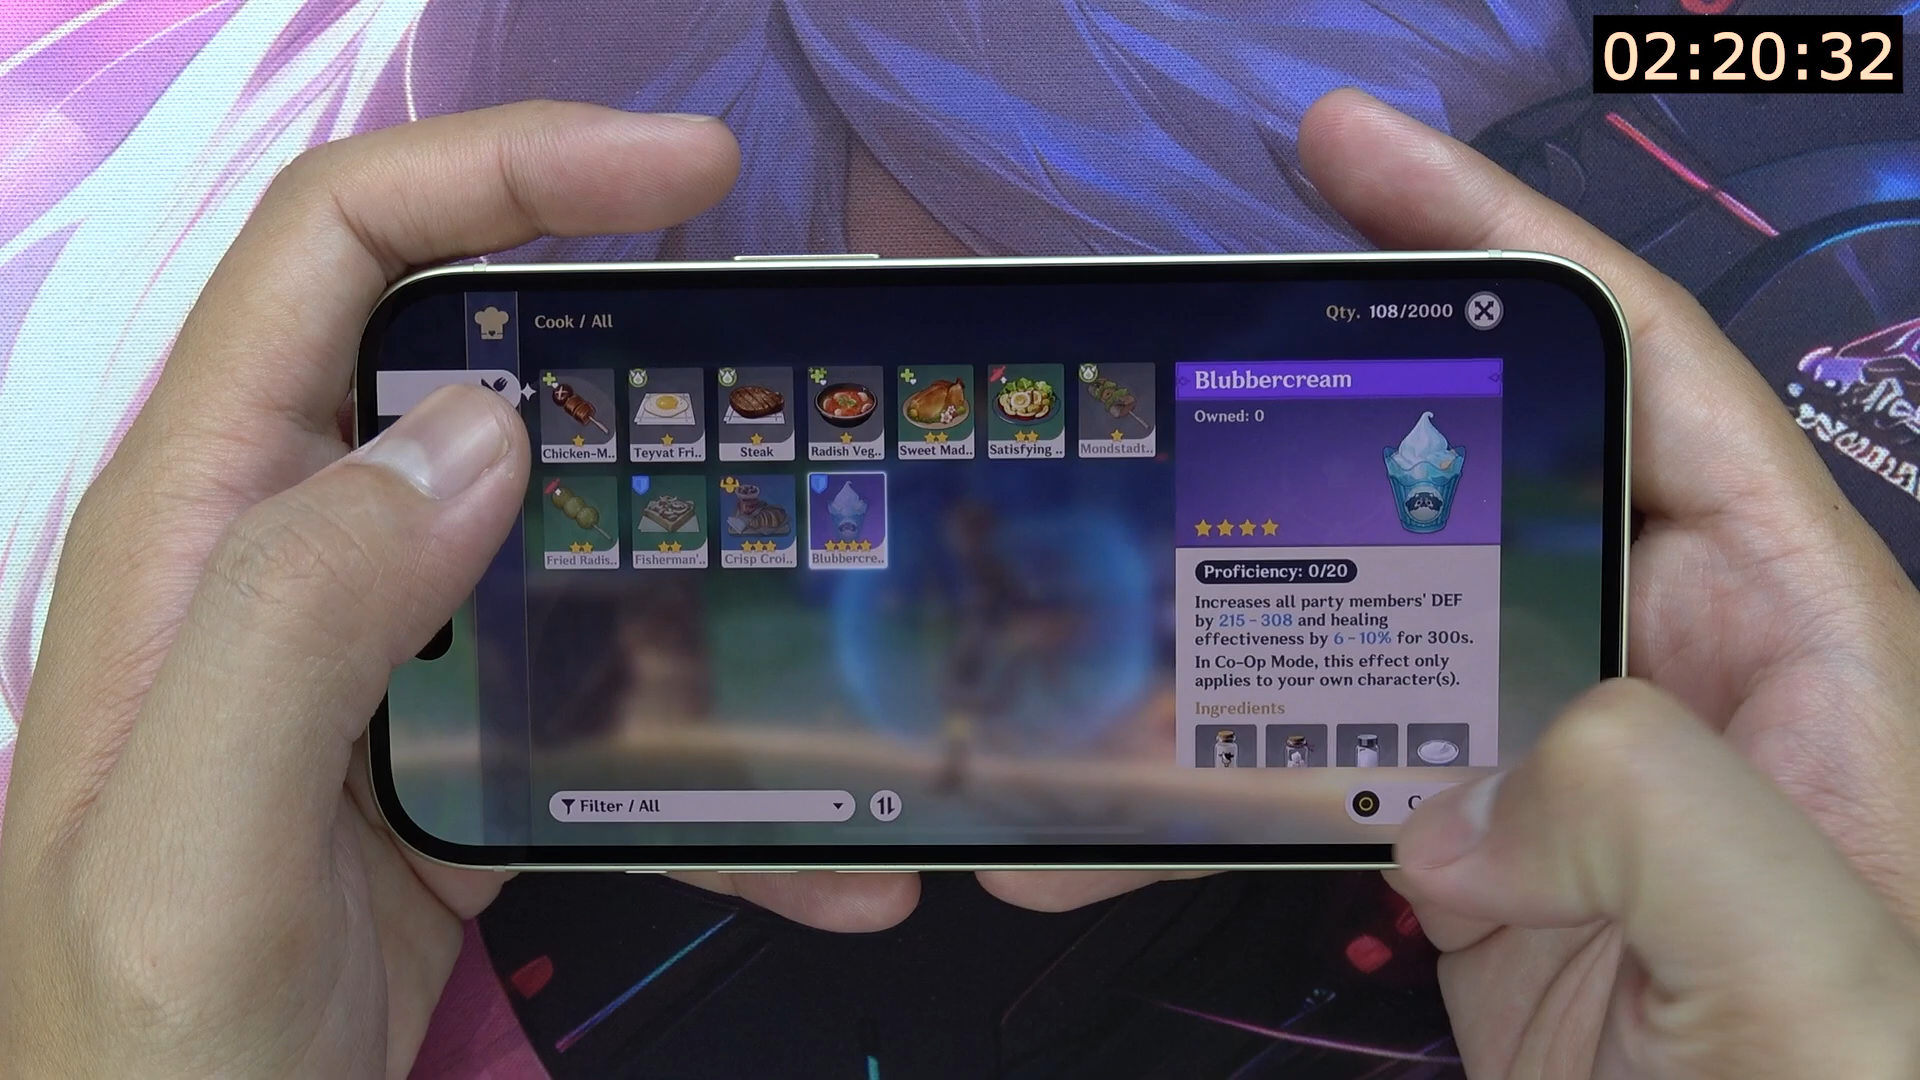 02:20:32
Cook / All
Qty. 108/2000
Chicken-M..
Teyvat Fri..
Steak
Radish Veg..
Sweet Mad..
Satisfying ..
Mondstadt..
Fried Radis..
Fisherman'..
Crisp Croi..
Blubbercre..
Blubbercream
Owned: 0
Proficiency: 0/20
Increases all party members' DEF
by 215 - 308 and healing
effectiveness by 6 - 10% for 300s.
In Co-Op Mode, this effect only
applies to your own character(s).
Ingredients
Filter / All